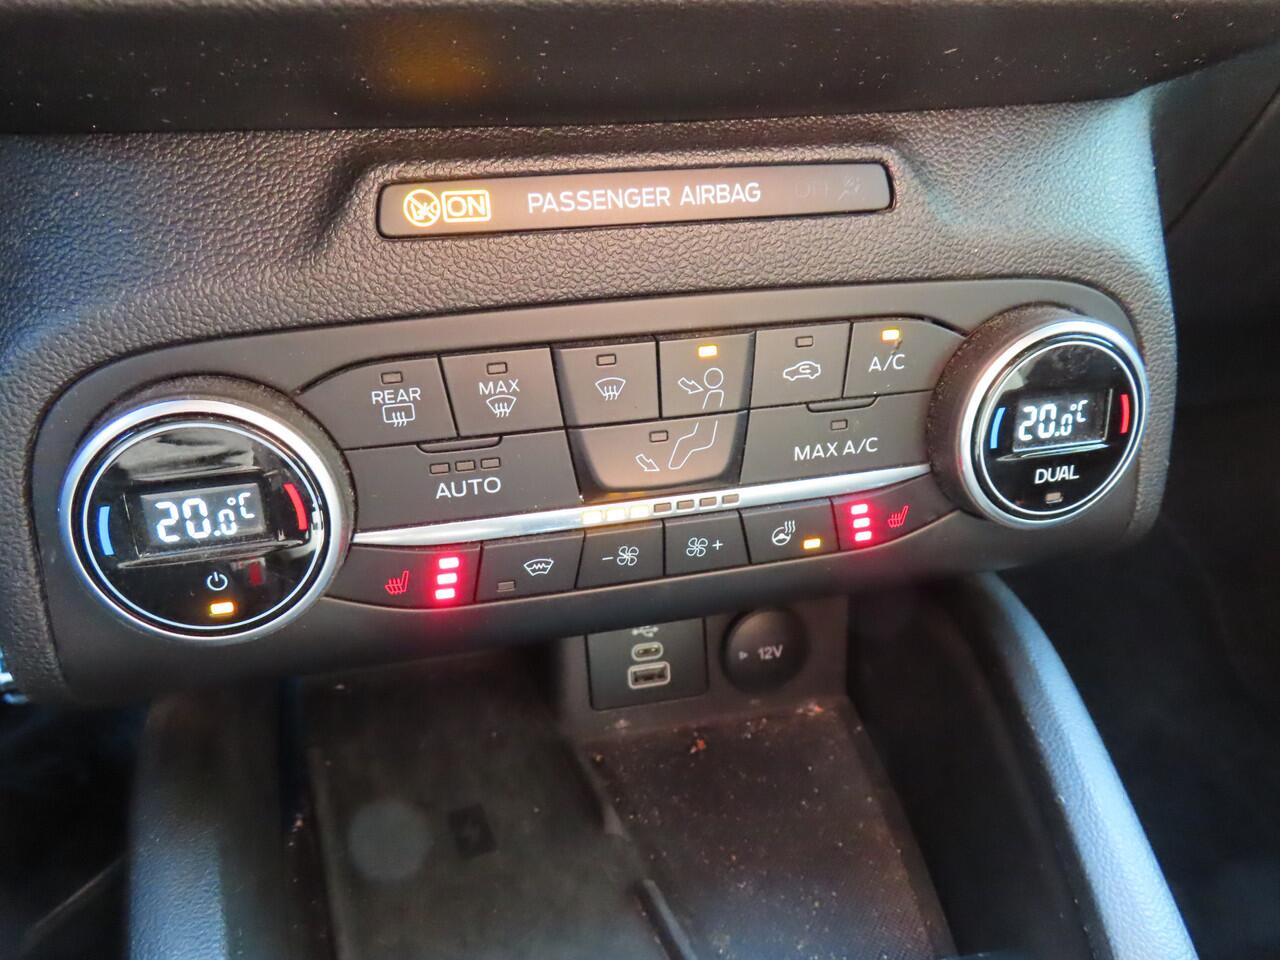 ON PASSENGER AIRBAG
REAR
MAX
A/C
AUTO
MAX A/C
20.0°C
20.0°C
DUAL
- +
12V